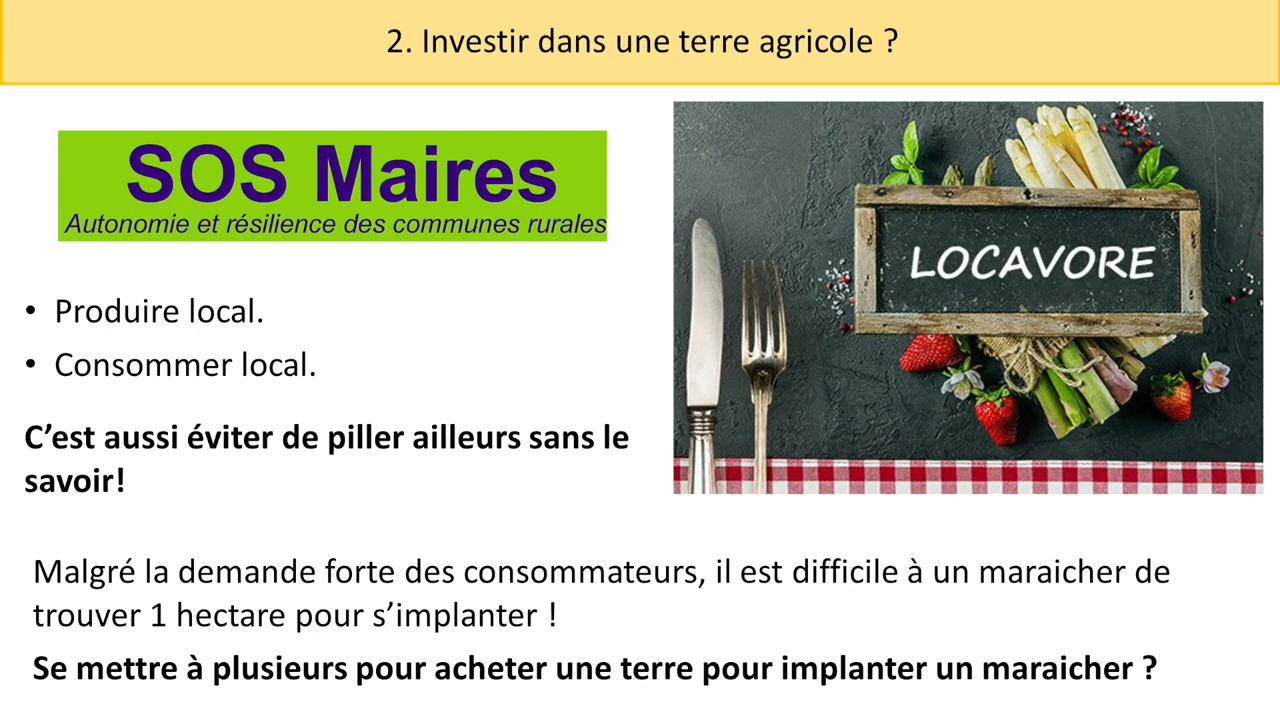 2. Investir dans une terre agricole ?
SOS Maires
Autonomie et résilience des communes rurales
LOCAVORE
• Produire local.
• Consommer local.
C’est aussi éviter de piller ailleurs sans le
savoir!
Malgré la demande forte des consommateurs, il est difficile à un maraicher de
trouver 1 hectare pour s’implanter !
Se mettre à plusieurs pour acheter une terre pour implanter un maraicher ?